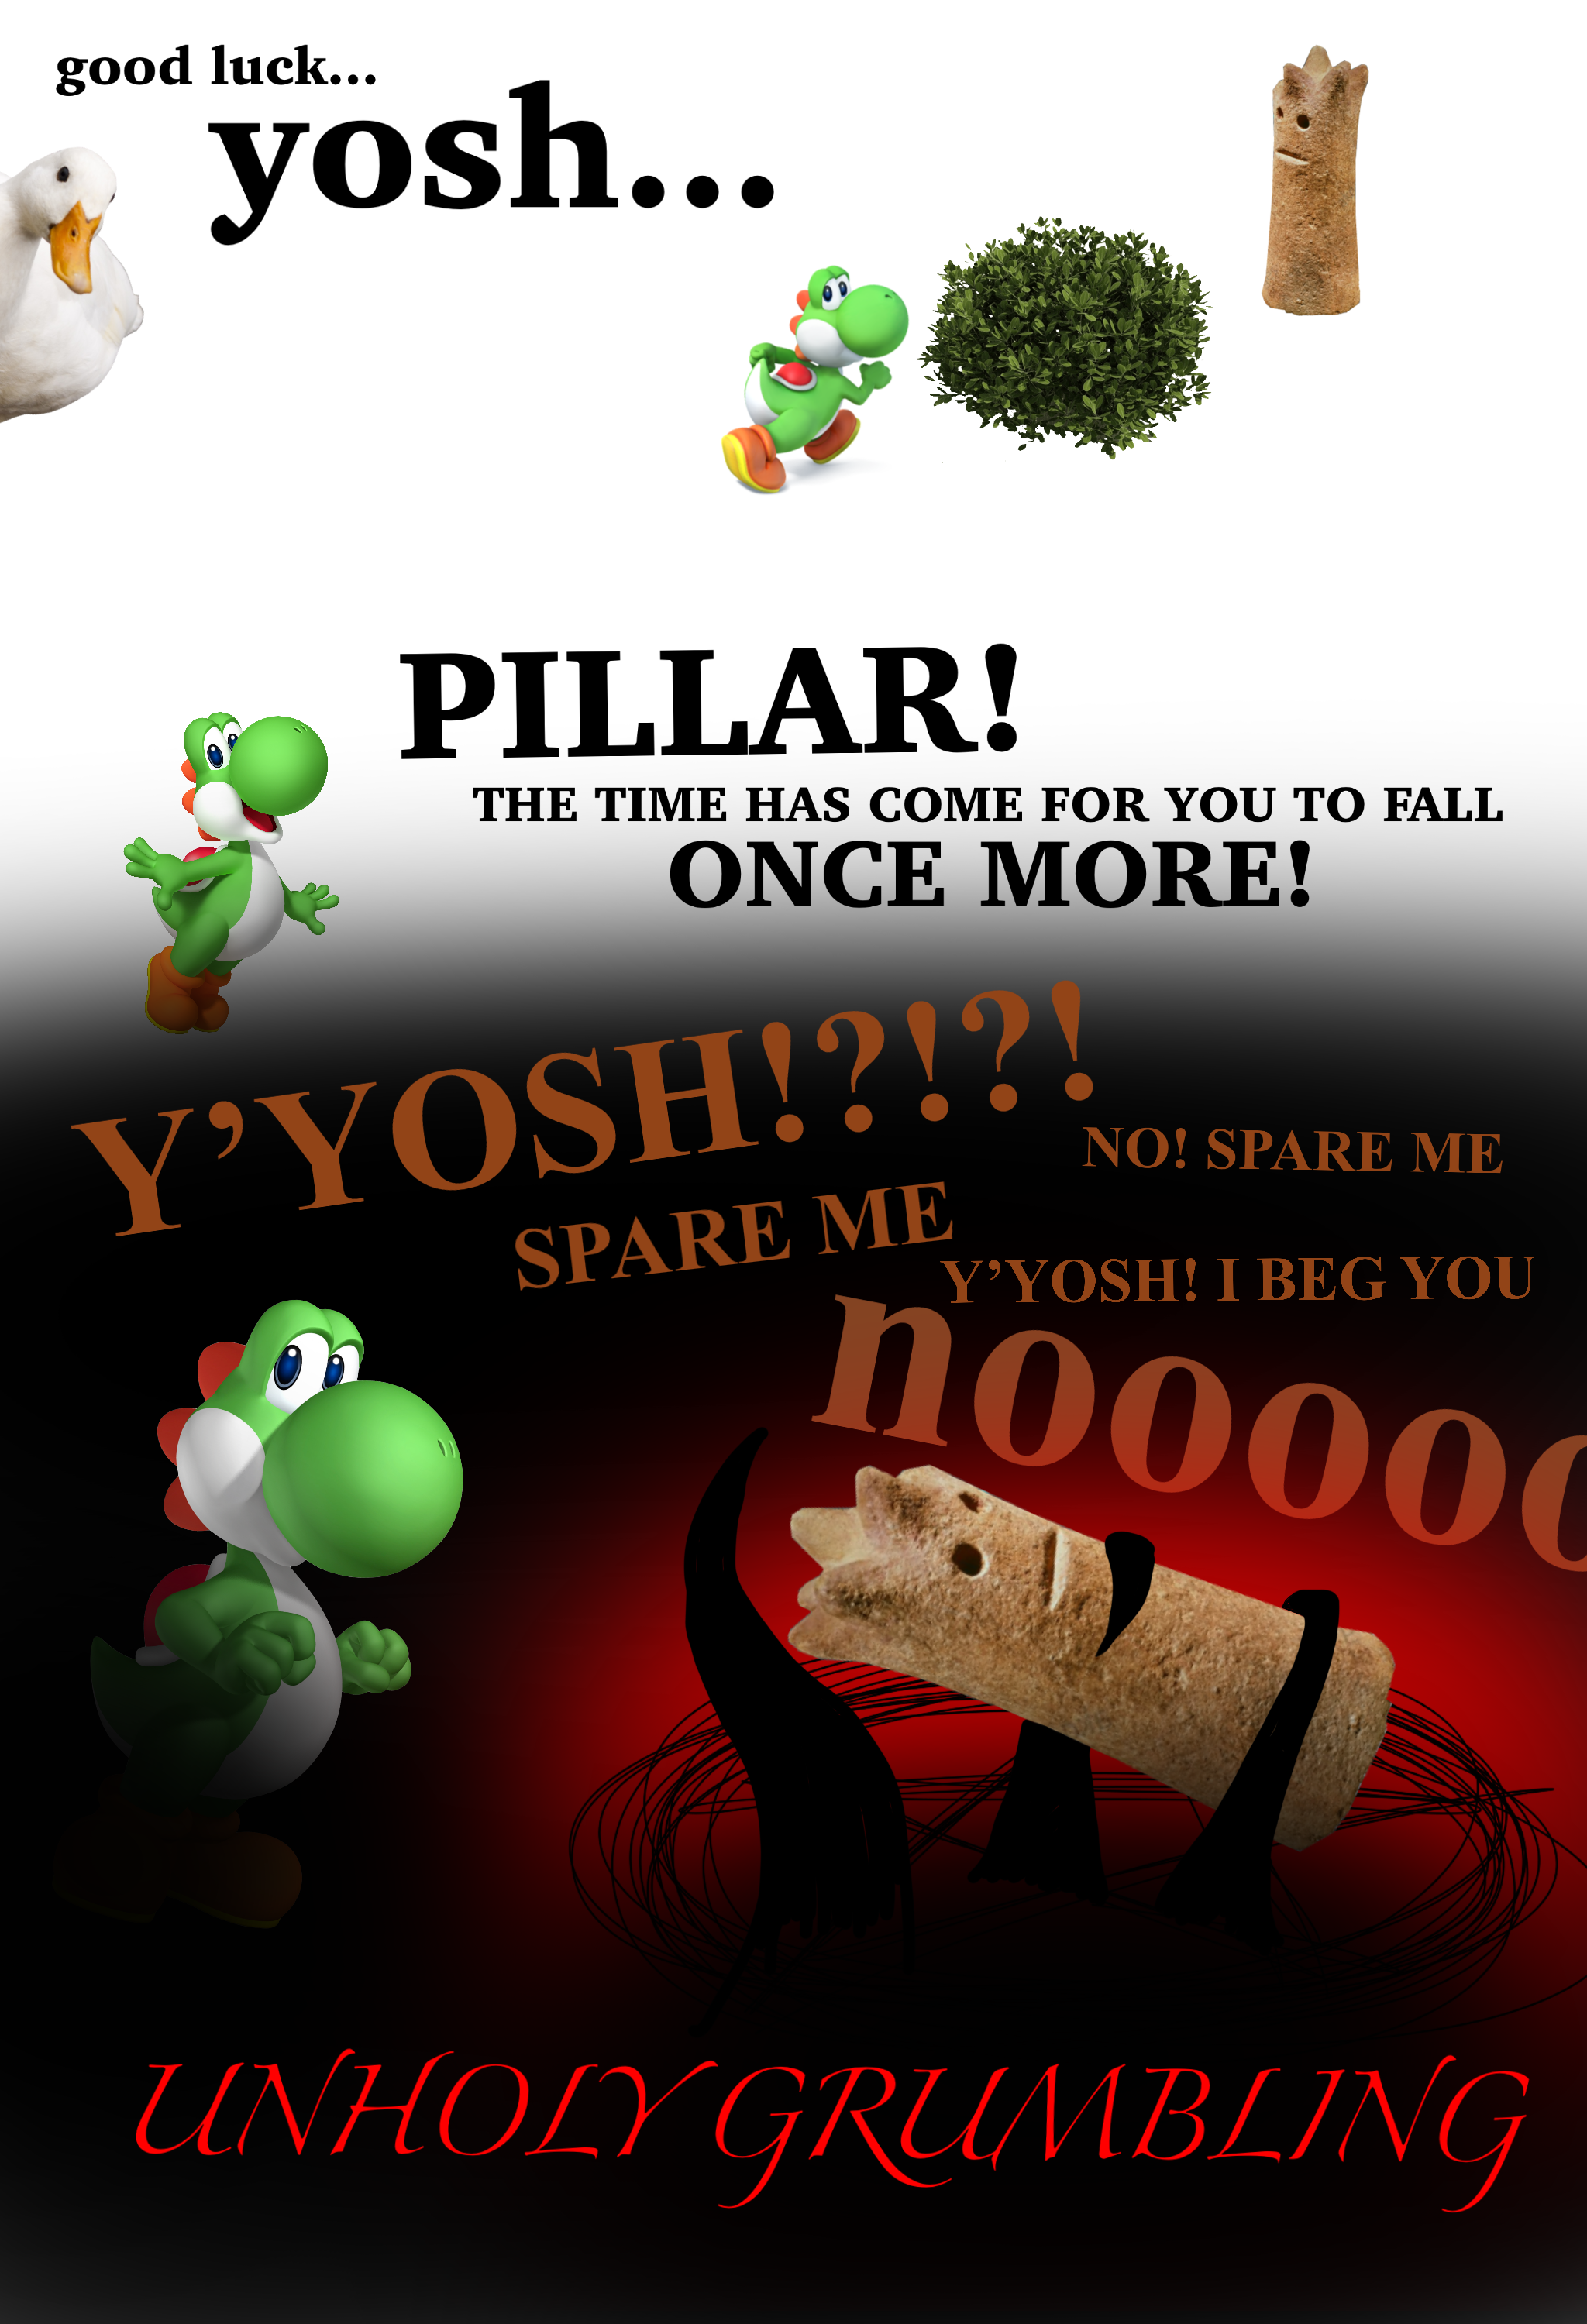 good luck...
yosh...
PILLAR!
THE TIME HAS COME FOR YOU TO FALL
ONCE MORE!
Y’YOSH!?!?!
NO! SPARE ME
SPARE ME
Y’YOSH! I BEG YOU
noooo
UNHOLY GRUMBLING